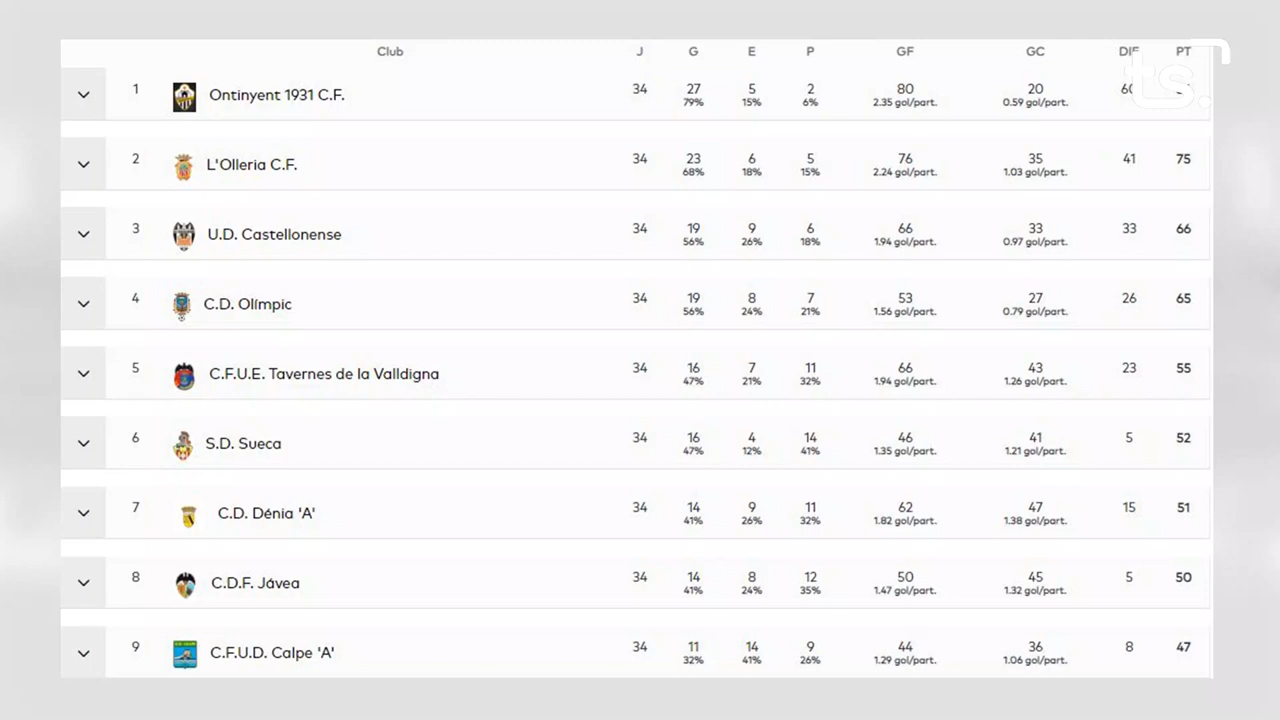 Club J G E P GF GC DIF PT
1 Ontinyent 1931 C.F. 34 27 5 2 80 20
79% 15% 6% 2.35 gol/part. 0.59 gol/part.
2 L'Olleria C.F. 34 23 6 5 76 35 41 75
68% 18% 15% 2.24 gol/part. 1.03 gol/part.
3 U.D. Castellonense 34 19 9 6 66 33 33 66
56% 26% 18% 1.94 gol/part. 0.97 gol/part.
4 C.D. Olímpic 34 19 8 7 53 27 26 65
56% 24% 21% 1.56 gol/part. 0.79 gol/part.
5 C.F.U.E. Tavernes de la Valldigna 34 16 7 11 66 43 23 55
47% 21% 32% 1.94 gol/part. 1.26 gol/part.
6 S.D. Sueca 34 16 4 14 46 41 5 52
47% 12% 41% 1.35 gol/part. 1.21 gol/part.
7 C.D. Dénia 'A' 34 14 9 11 62 47 15 51
41% 26% 32% 1.82 gol/part. 1.38 gol/part.
8 C.D.F. Jávea 34 14 8 12 50 45 5 50
41% 24% 35% 1.47 gol/part. 1.32 gol/part.
9 C.F.U.D. Calpe 'A' 34 11 14 9 44 36 8 47
32% 41% 26% 1.29 gol/part. 1.06 gol/part.
ts.